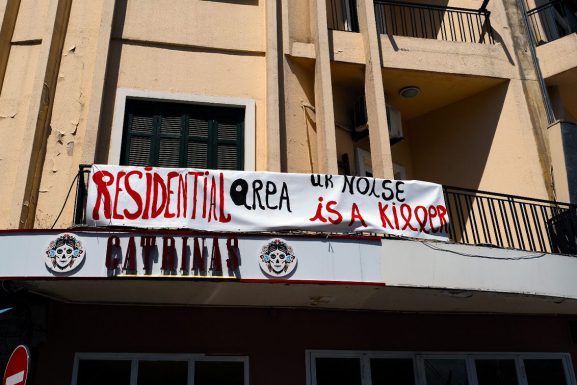 RESIDENTIAL AREA UR NOISE
IS A KILLER
CATRINAS